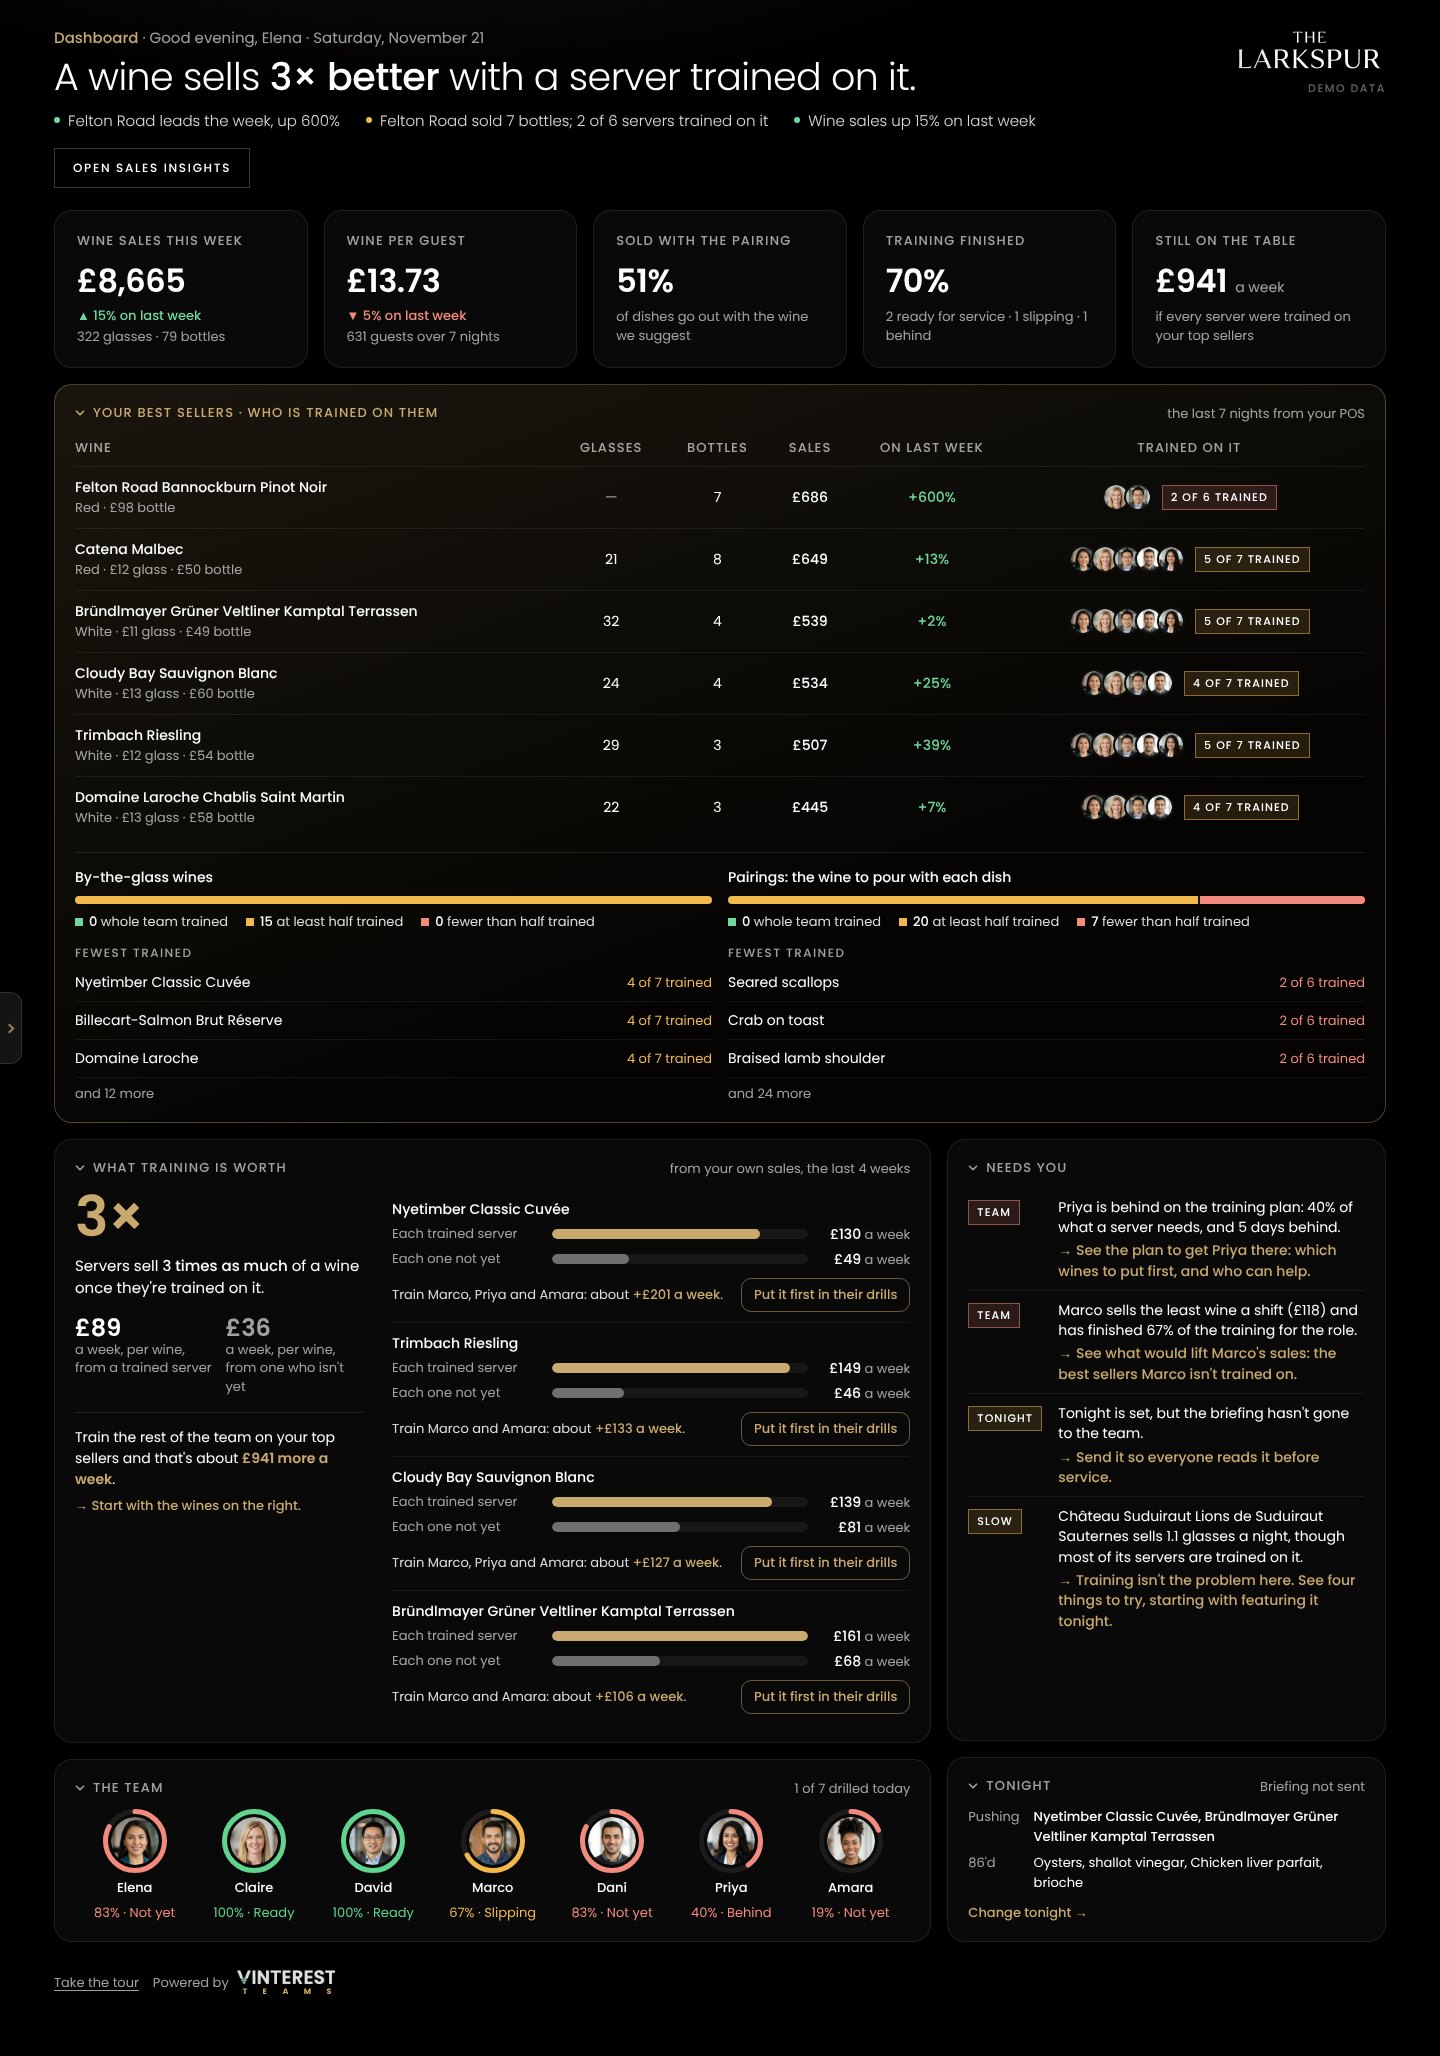 Dashboard · Good evening, Elena · Saturday, November 21
THE
LARKSPUR
DEMO DATA
A wine sells 3× better with a server trained on it.
Felton Road leads the week, up 600%
Felton Road sold 7 bottles; 2 of 6 servers trained on it
Wine sales up 15% on last week
OPEN SALES INSIGHTS
WINE SALES THIS WEEK
£8,665
▲ 15% on last week
322 glasses · 79 bottles
WINE PER GUEST
£13.73
▼ 5% on last week
631 guests over 7 nights
SOLD WITH THE PAIRING
51%
of dishes go out with the wine
we suggest
TRAINING FINISHED
70%
2 ready for service · 1 slipping · 1
behind
STILL ON THE TABLE
£941 a week
if every server were trained on
your top sellers
YOUR BEST SELLERS · WHO IS TRAINED ON THEM
the last 7 nights from your POS
WINE GLASSES BOTTLES SALES ON LAST WEEK TRAINED ON IT
Felton Road Bannockburn Pinot Noir
Red · £98 bottle
— 7 £686 +600% 2 OF 6 TRAINED
Catena Malbec
Red · £12 glass · £50 bottle
21 8 £649 +13% 5 OF 7 TRAINED
Bründlmayer Grüner Veltliner Kamptal Terrassen
White · £11 glass · £49 bottle
32 4 £539 +2% 5 OF 7 TRAINED
Cloudy Bay Sauvignon Blanc
White · £13 glass · £60 bottle
24 4 £534 +25% 4 OF 7 TRAINED
Trimbach Riesling
White · £12 glass · £54 bottle
29 3 £507 +39% 5 OF 7 TRAINED
Domaine Laroche Chablis Saint Martin
White · £13 glass · £58 bottle
22 3 £445 +7% 4 OF 7 TRAINED
By-the-glass wines
0 whole team trained 15 at least half trained 0 fewer than half trained
FEWEST TRAINED
Nyetimber Classic Cuvée 4 of 7 trained
Billecart-Salmon Brut Réserve 4 of 7 trained
Domaine Laroche 4 of 7 trained
and 12 more
Pairings: the wine to pour with each dish
0 whole team trained 20 at least half trained 7 fewer than half trained
FEWEST TRAINED
Seared scallops 2 of 6 trained
Crab on toast 2 of 6 trained
Braised lamb shoulder 2 of 6 trained
and 24 more
WHAT TRAINING IS WORTH
from your own sales, the last 4 weeks
3×
Servers sell 3 times as much of a wine
once they're trained on it.
£89
a week, per wine,
from a trained server
£36
a week, per wine,
from one who isn't
yet
Train the rest of the team on your top
sellers and that's about £941 more a
week.
→ Start with the wines on the right.
Nyetimber Classic Cuvée
Each trained server £130 a week
Each one not yet £49 a week
Train Marco, Priya and Amara: about +£201 a week. Put it first in their drills
Trimbach Riesling
Each trained server £149 a week
Each one not yet £46 a week
Train Marco and Amara: about +£133 a week. Put it first in their drills
Cloudy Bay Sauvignon Blanc
Each trained server £139 a week
Each one not yet £81 a week
Train Marco, Priya and Amara: about +£127 a week. Put it first in their drills
Bründlmayer Grüner Veltliner Kamptal Terrassen
Each trained server £161 a week
Each one not yet £68 a week
Train Marco and Amara: about +£106 a week. Put it first in their drills
NEEDS YOU
TEAM
Priya is behind on the training plan: 40% of
what a server needs, and 5 days behind.
→ See the plan to get Priya there: which
wines to put first, and who can help.
TEAM
Marco sells the least wine a shift (£118) and
has finished 67% of the training for the role.
→ See what would lift Marco's sales: the
best sellers Marco isn't trained on.
TONIGHT
Tonight is set, but the briefing hasn't gone
to the team.
→ Send it so everyone reads it before
service.
SLOW
Château Suduiraut Lions de Suduiraut
Sauternes sells 1.1 glasses a night, though
most of its servers are trained on it.
→ Training isn't the problem here. See four
things to try, starting with featuring it
tonight.
THE TEAM
1 of 7 drilled today
Elena
83% · Not yet
Claire
100% · Ready
David
100% · Ready
Marco
67% · Slipping
Dani
83% · Not yet
Priya
40% · Behind
Amara
19% · Not yet
TONIGHT
Briefing not sent
Pushing Nyetimber Classic Cuvée, Bründlmayer Grüner
Veltliner Kamptal Terrassen
86'd Oysters, shallot vinegar, Chicken liver parfait,
brioche
Change tonight →
Take the tour Powered by VINTEREST
TEAMS